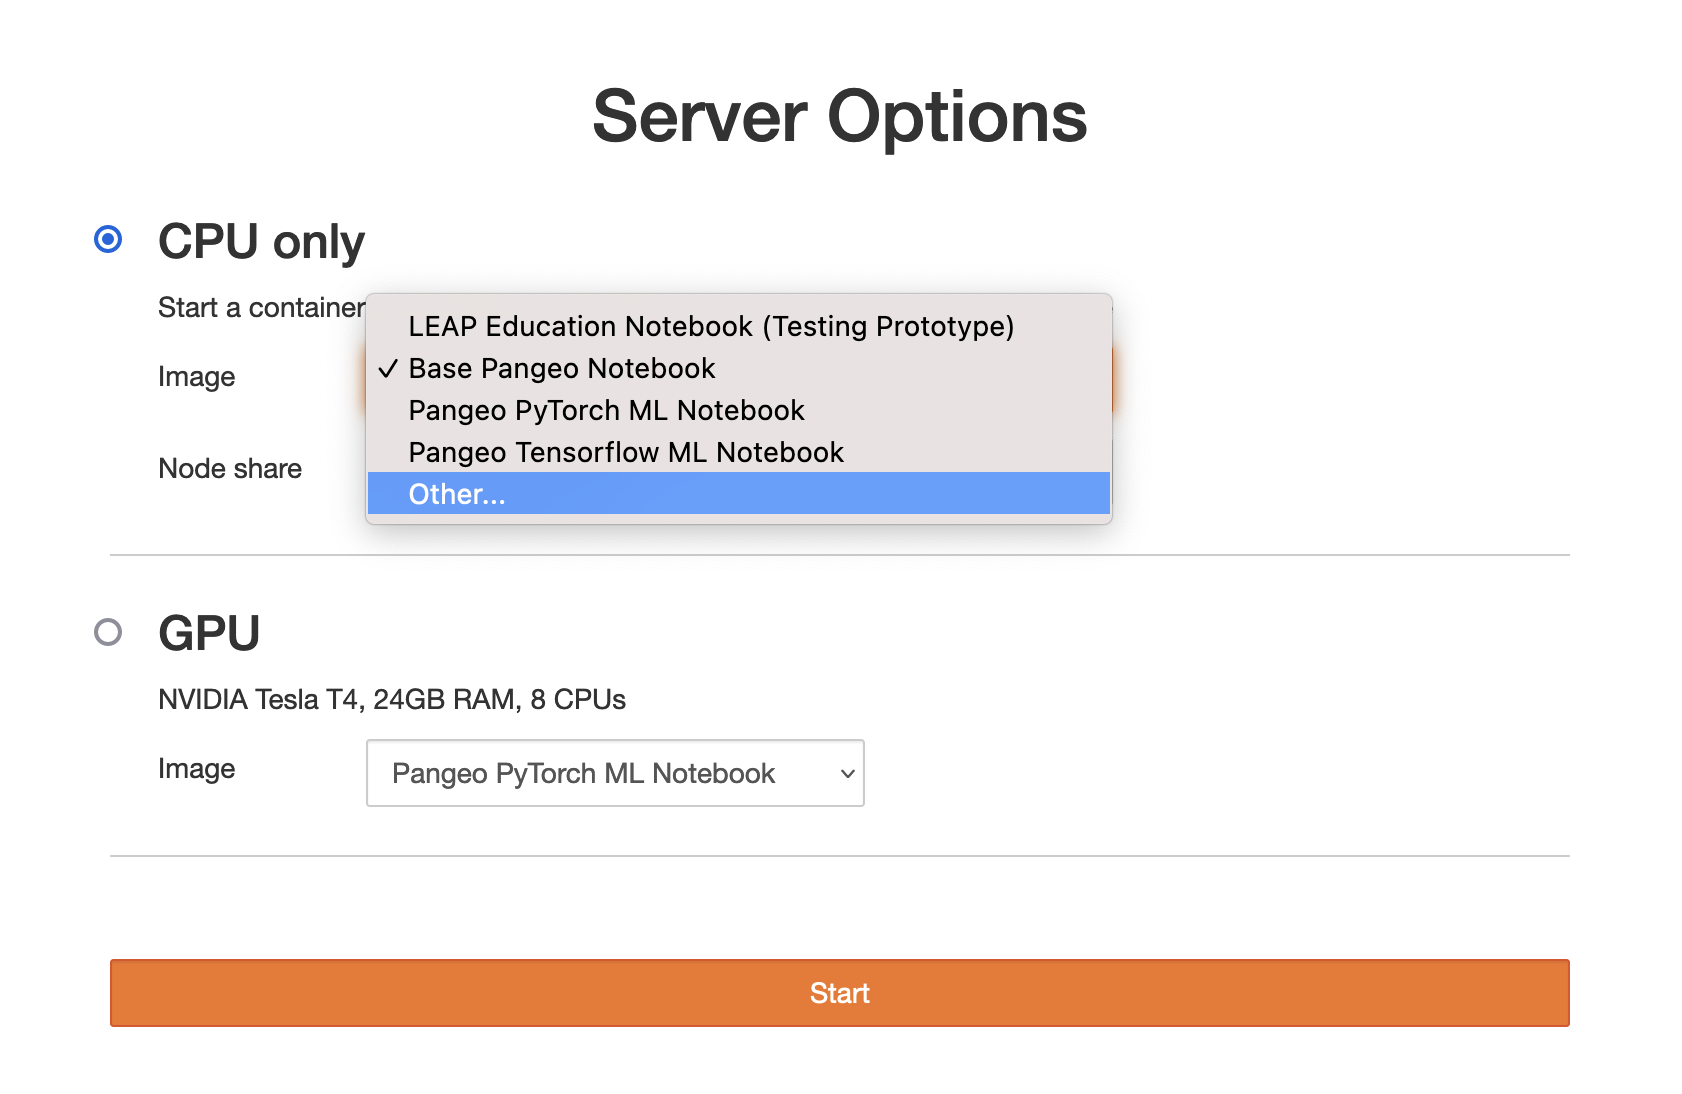 Server Options
CPU only
Start a container
LEAP Education Notebook (Testing Prototype)
Image
✓ Base Pangeo Notebook
Pangeo PyTorch ML Notebook
Pangeo Tensorflow ML Notebook
Node share
Other...
GPU
NVIDIA Tesla T4, 24GB RAM, 8 CPUs
Image
Pangeo PyTorch ML Notebook
Start